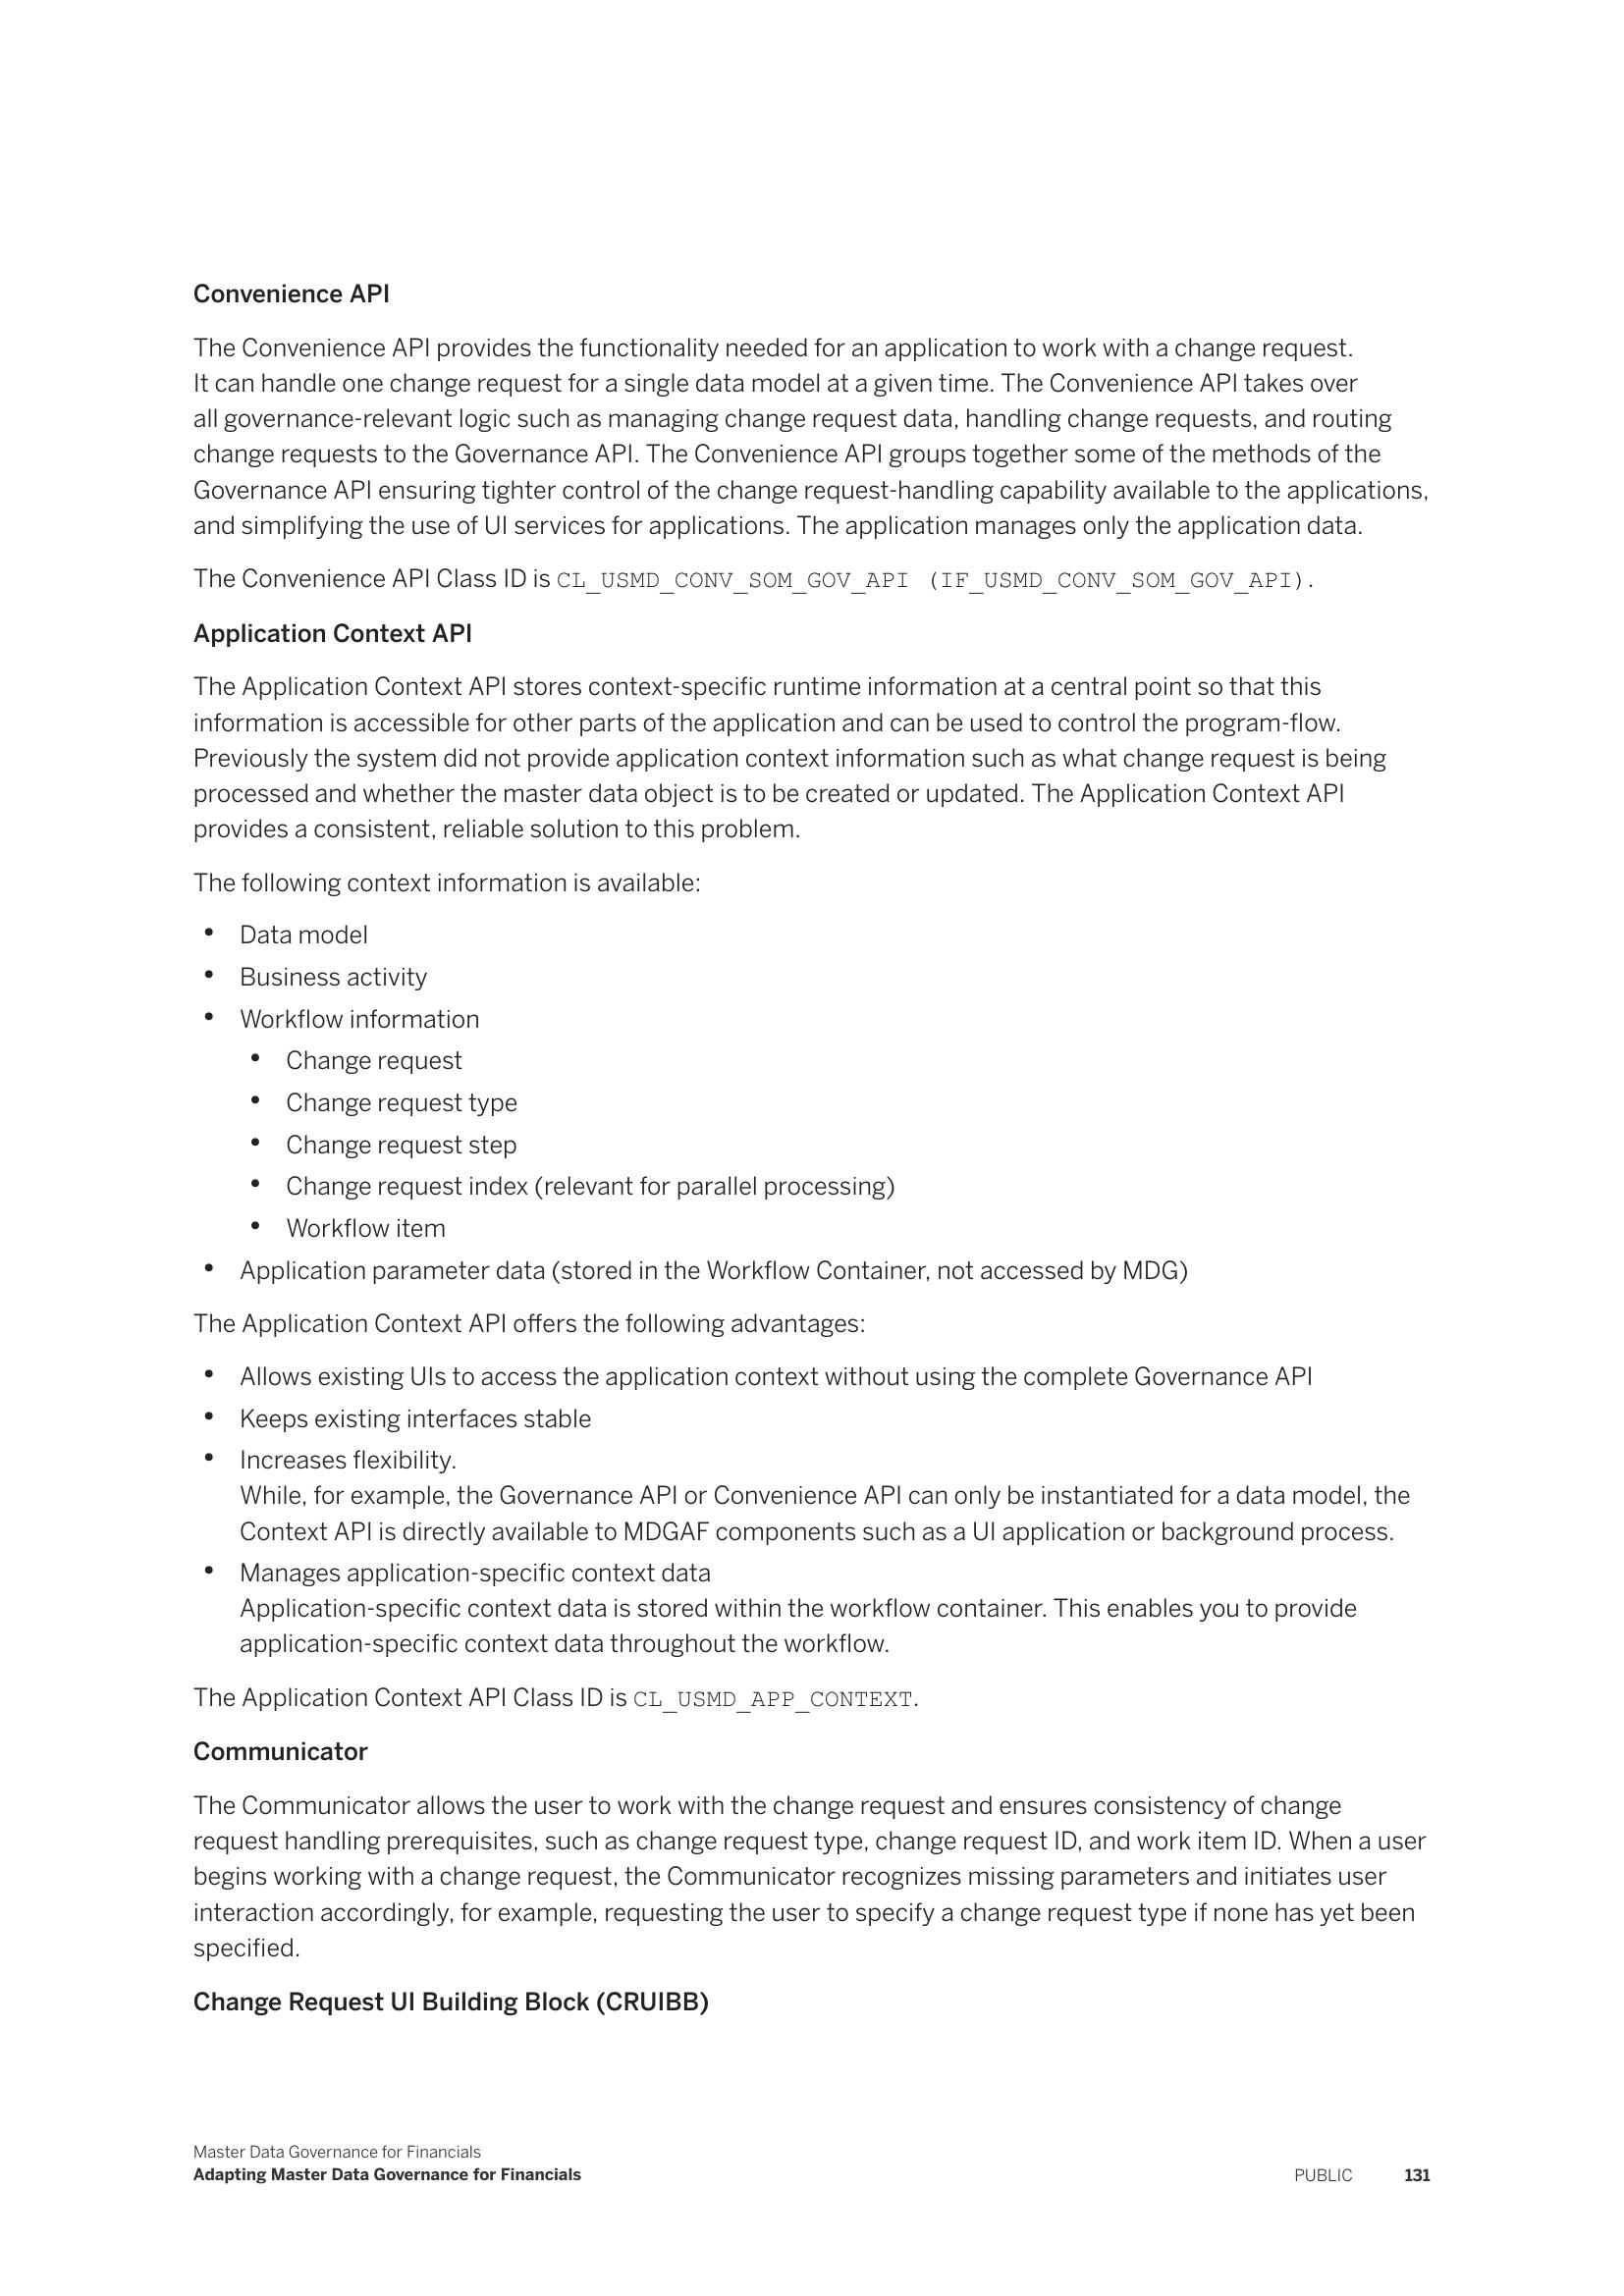 Convenience API
The Convenience API provides the functionality needed for an application to work with a change request.
It can handle one change request for a single data model at a given time. The Convenience API takes over
all governance-relevant logic such as managing change request data, handling change requests, and routing
change requests to the Governance API. The Convenience API groups together some of the methods of the
Governance API ensuring tighter control of the change request-handling capability available to the applications,
and simplifying the use of UI services for applications. The application manages only the application data.
The Convenience API Class ID is CL_USMD_CONV_SOM_GOV_API (IF_USMD_CONV_SOM_GOV_API).
Application Context API
The Application Context API stores context-specific runtime information at a central point so that this
information is accessible for other parts of the application and can be used to control the program-flow.
Previously the system did not provide application context information such as what change request is being
processed and whether the master data object is to be created or updated. The Application Context API
provides a consistent, reliable solution to this problem.
The following context information is available:
• Data model
• Business activity
• Workflow information
• Change request
• Change request type
• Change request step
• Change request index (relevant for parallel processing)
• Workflow item
• Application parameter data (stored in the Workflow Container, not accessed by MDG)
The Application Context API offers the following advantages:
• Allows existing UIs to access the application context without using the complete Governance API
• Keeps existing interfaces stable
• Increases flexibility.
While, for example, the Governance API or Convenience API can only be instantiated for a data model, the
Context API is directly available to MDGAF components such as a UI application or background process.
• Manages application-specific context data
Application-specific context data is stored within the workflow container. This enables you to provide
application-specific context data throughout the workflow.
The Application Context API Class ID is CL_USMD_APP_CONTEXT.
Communicator
The Communicator allows the user to work with the change request and ensures consistency of change
request handling prerequisites, such as change request type, change request ID, and work item ID. When a user
begins working with a change request, the Communicator recognizes missing parameters and initiates user
interaction accordingly, for example, requesting the user to specify a change request type if none has yet been
specified.
Change Request UI Building Block (CRUIBB)
Master Data Governance for Financials
Adapting Master Data Governance for Financials
PUBLIC 131